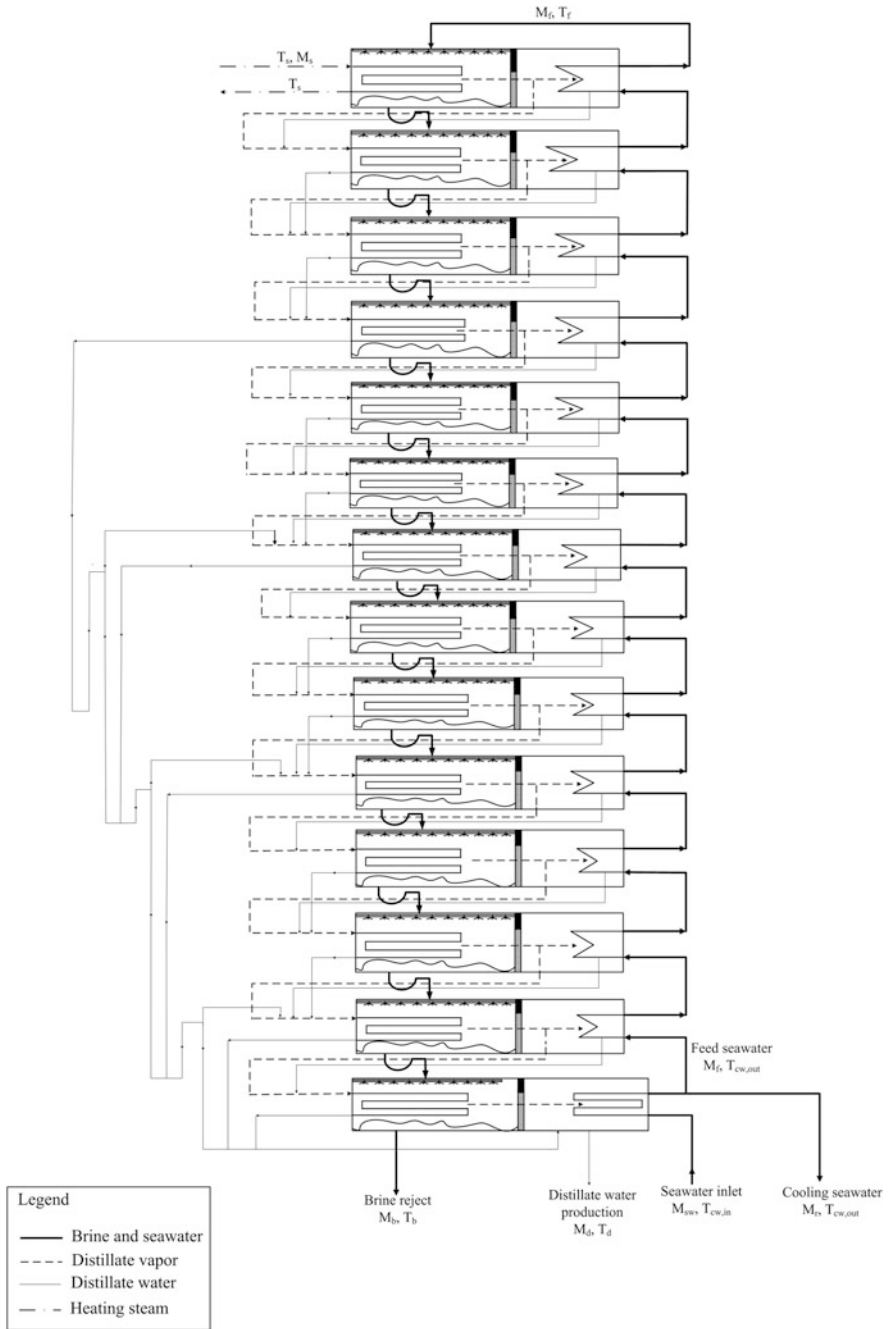 M_f, T_f
T_s, M_s
T_s
Feed seawater
M_f, T_cw,out
Brine reject
M_b, T_b
Distillate water
production
M_d, T_d
Seawater inlet
M_sw, T_cw,in
Cooling seawater
M_r, T_cw,out
Legend
Brine and seawater
Distillate vapor
Distillate water
Heating steam